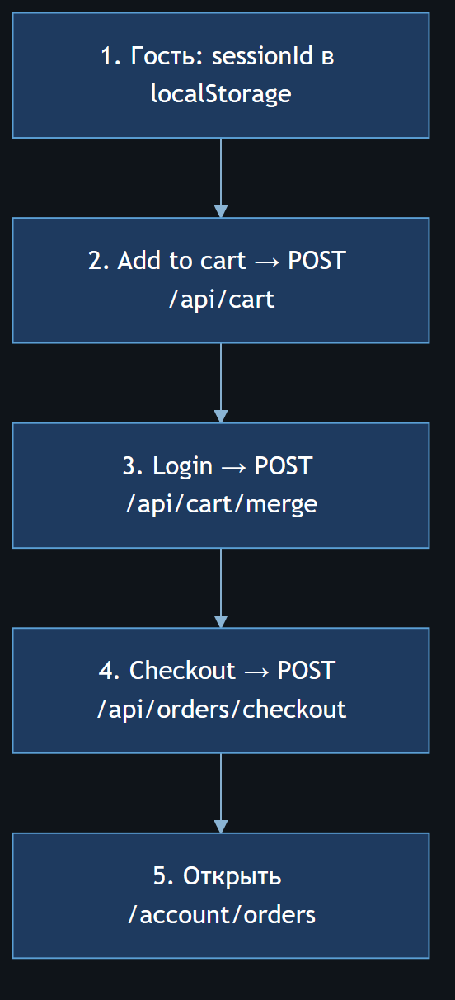 1. Гость: sessionId в
localStorage
2. Add to cart → POST
/api/cart
3. Login → POST
/api/cart/merge
4. Checkout → POST
/api/orders/checkout
5. Открыть
/account/orders